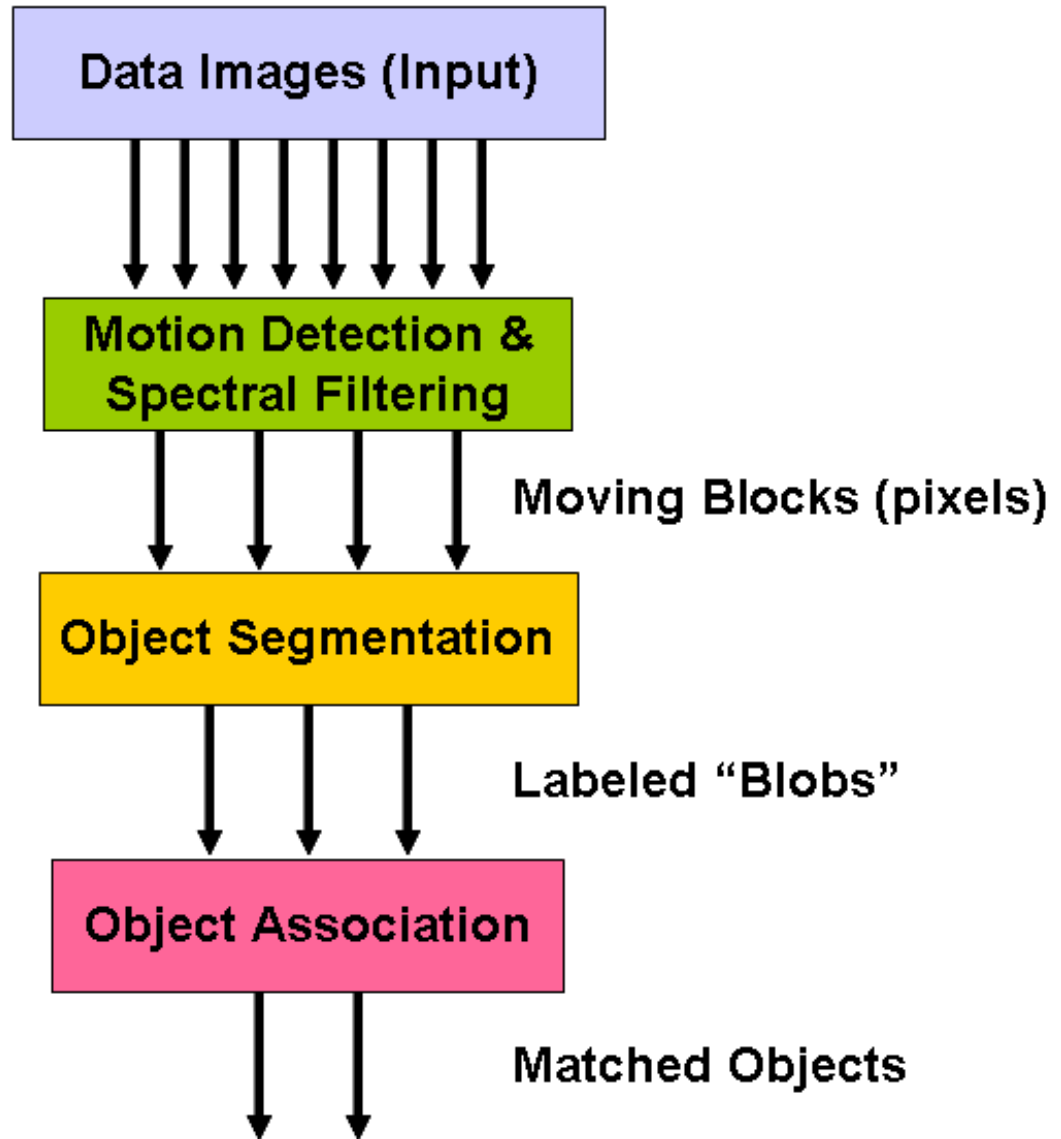 Data Images (Input)
Motion Detection &
Spectral Filtering
Moving Blocks (pixels)
Object Segmentation
Labeled “Blobs”
Object Association
Matched Objects